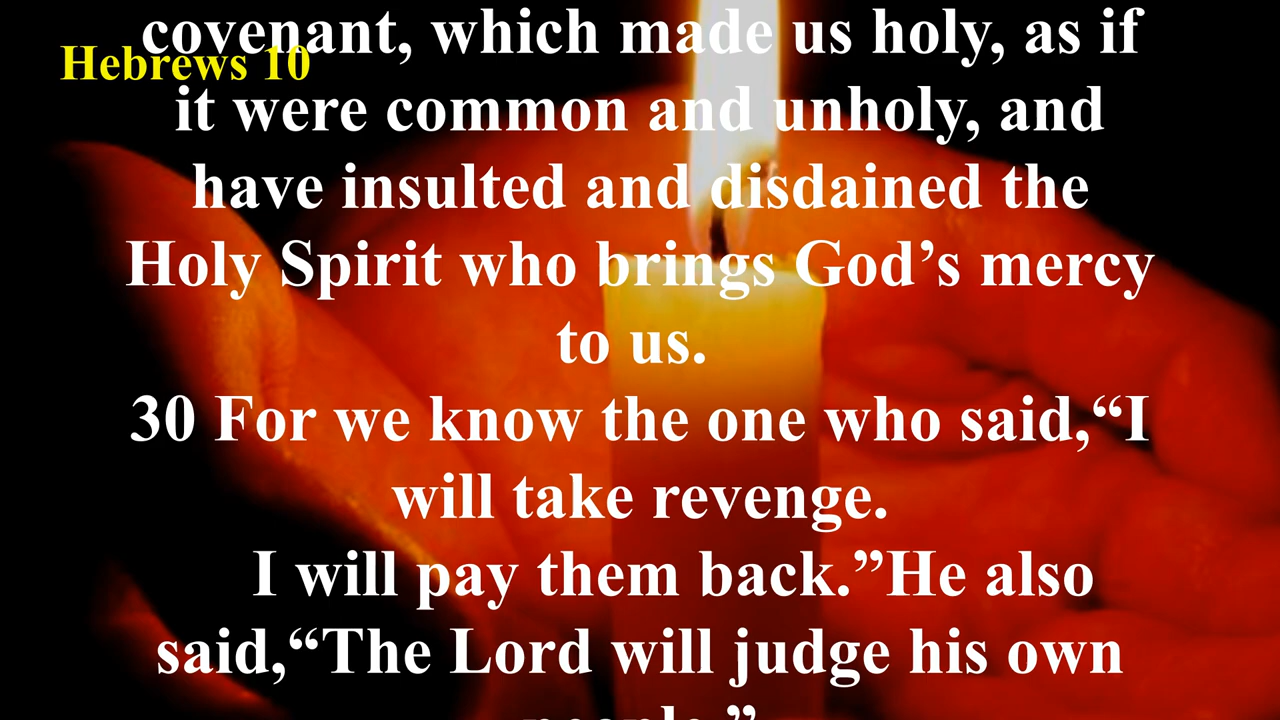 covenant, which made us holy, as if
Hebrews 10
it were common and unholy, and
have insulted and disdained the
Holy Spirit who brings God’s mercy
to us.
30 For we know the one who said,“I
will take revenge.
I will pay them back.”He also
said,“The Lord will judge his own
people.”